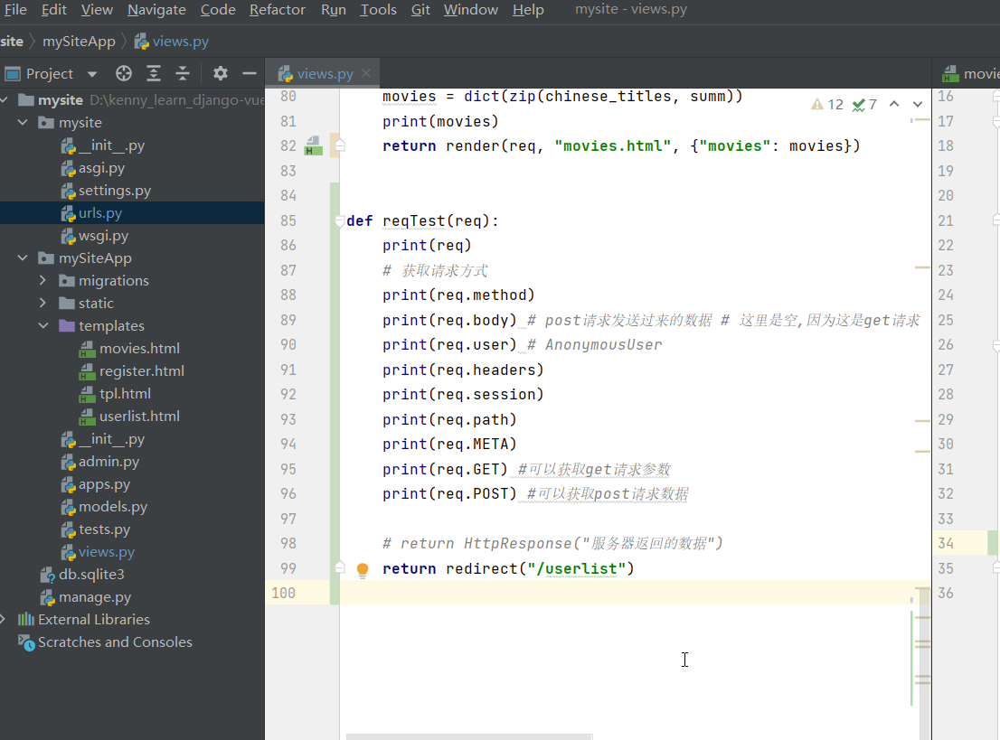 File Edit View Navigate Code Refactor Run Tools Git Window Help mysite - views.py
site mySiteApp views.py
Project
mysite D:\kenny_learn_django-vue
mysite
__init__.py
asgi.py
settings.py
urls.py
wsgi.py
mySiteApp
migrations
static
templates
movies.html
register.html
tpl.html
userlist.html
__init__.py
admin.py
apps.py
models.py
tests.py
views.py
db.sqlite3
manage.py
External Libraries
Scratches and Consoles
views.py
12 7
80 movies = dict(zip(chinese_titles, summ))
81 print(movies)
82 return render(req, "movies.html", {"movies": movies})
83
84
85 def reqTest(req):
86 print(req)
87 # 获取请求方式
88 print(req.method)
89 print(req.body) # post请求发送过来的数据 # 这里是空,因为这是get请求
90 print(req.user) # AnonymousUser
91 print(req.headers)
92 print(req.session)
93 print(req.path)
94 print(req.META)
95 print(req.GET) #可以获取get请求参数
96 print(req.POST) #可以获取post请求数据
97
98 # return HttpResponse("服务器返回的数据")
99 return redirect("/userlist")
100
16
17
18
19
20
21
22
23
24
25
26
27
28
29
30
31
32
33
34
35
36